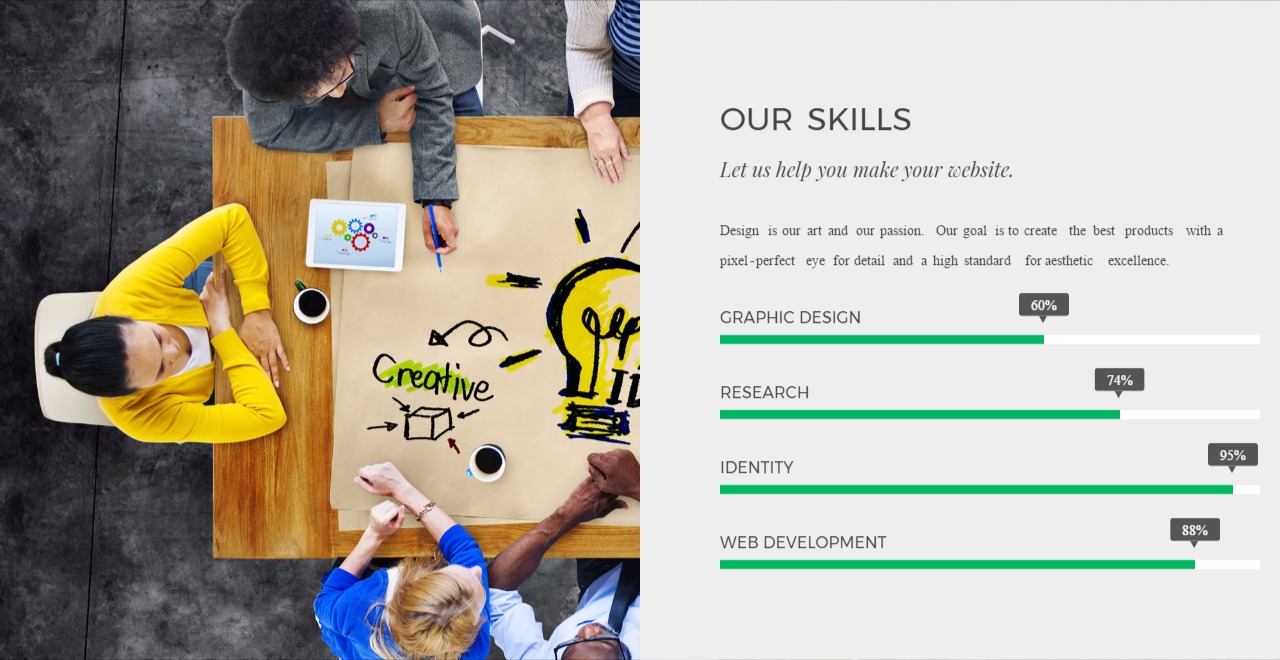 OUR SKILLS
Let us help you make your website.
Design is our art and our passion. Our goal is to create the best products with a
pixel-perfect eye for detail and a high standard for aesthetic excellence.
60%
GRAPHIC DESIGN
74%
RESEARCH
95%
IDENTITY
88%
WEB DEVELOPMENT
Creative